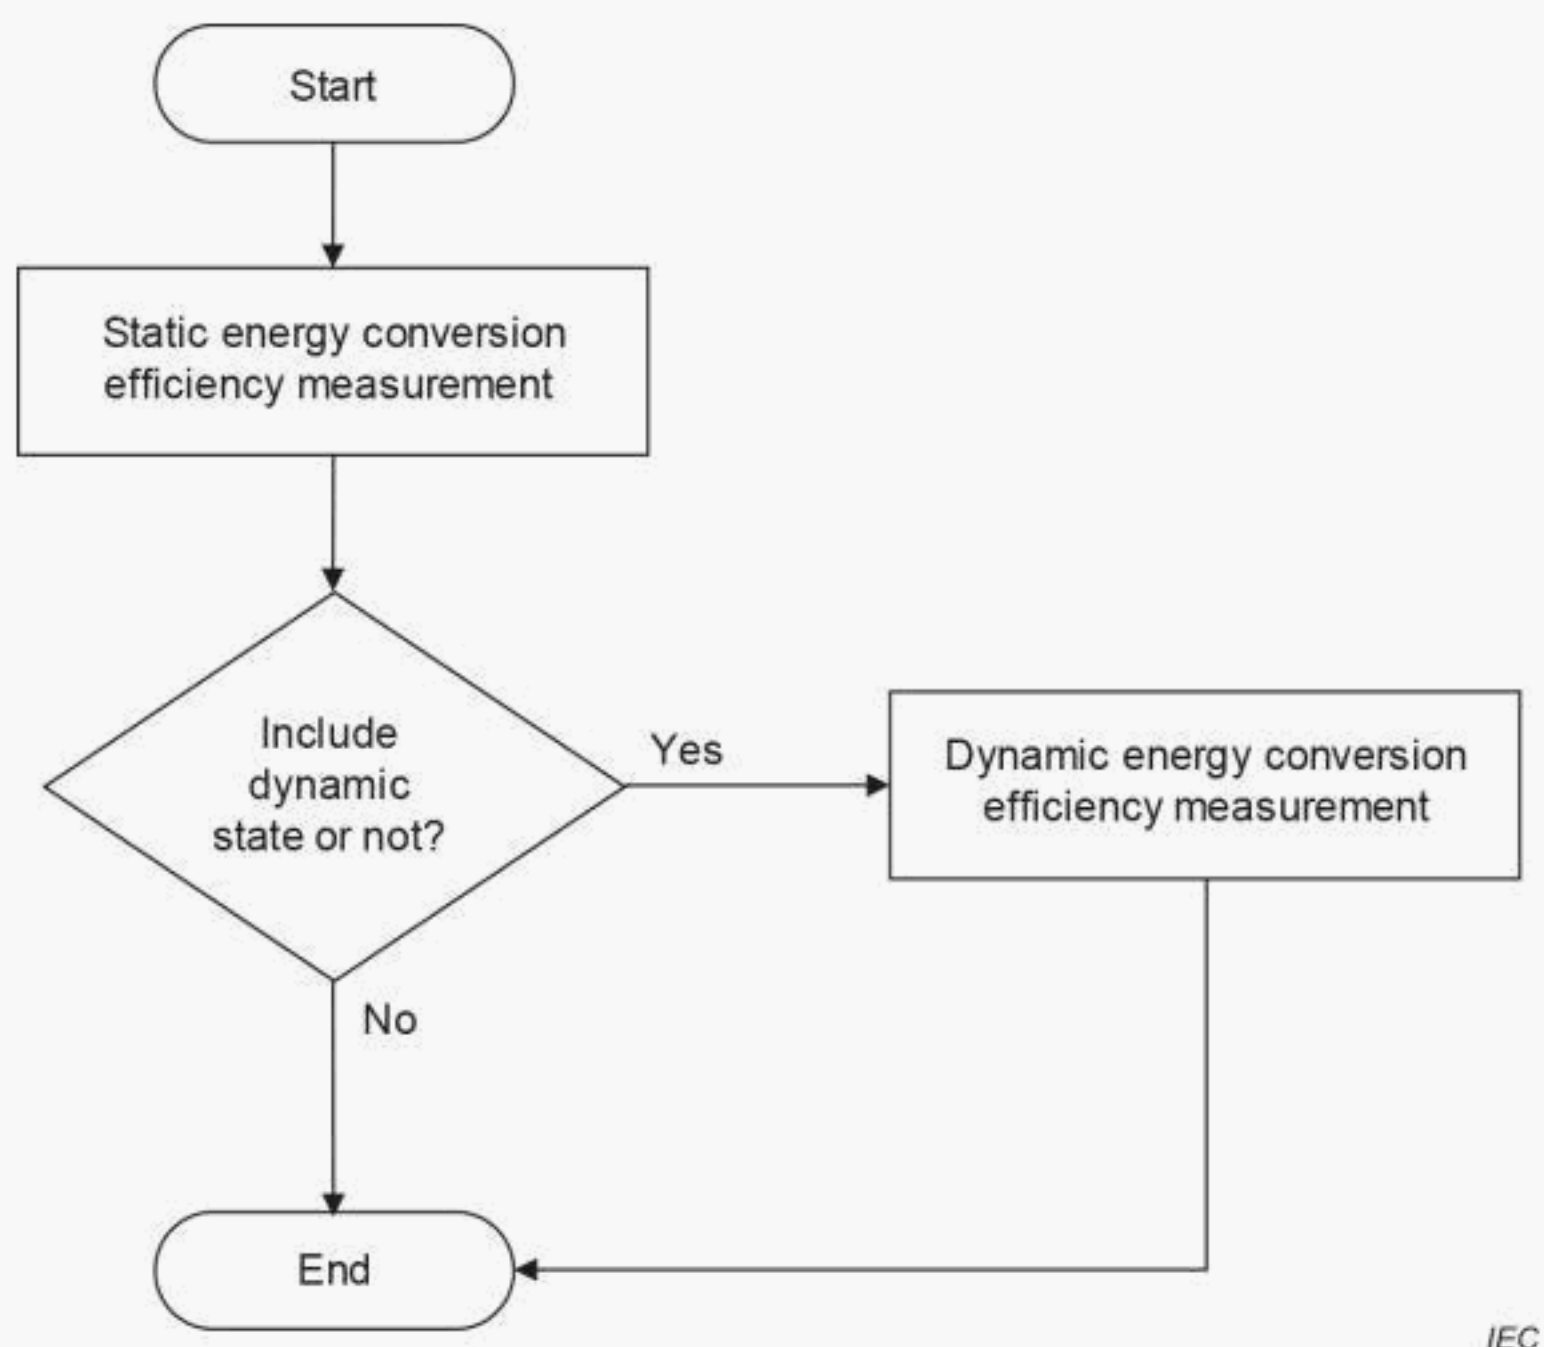 Start
Static energy conversion
efficiency measurement
Include
dynamic
state or not?
Yes
Dynamic energy conversion
efficiency measurement
No
End
IEC